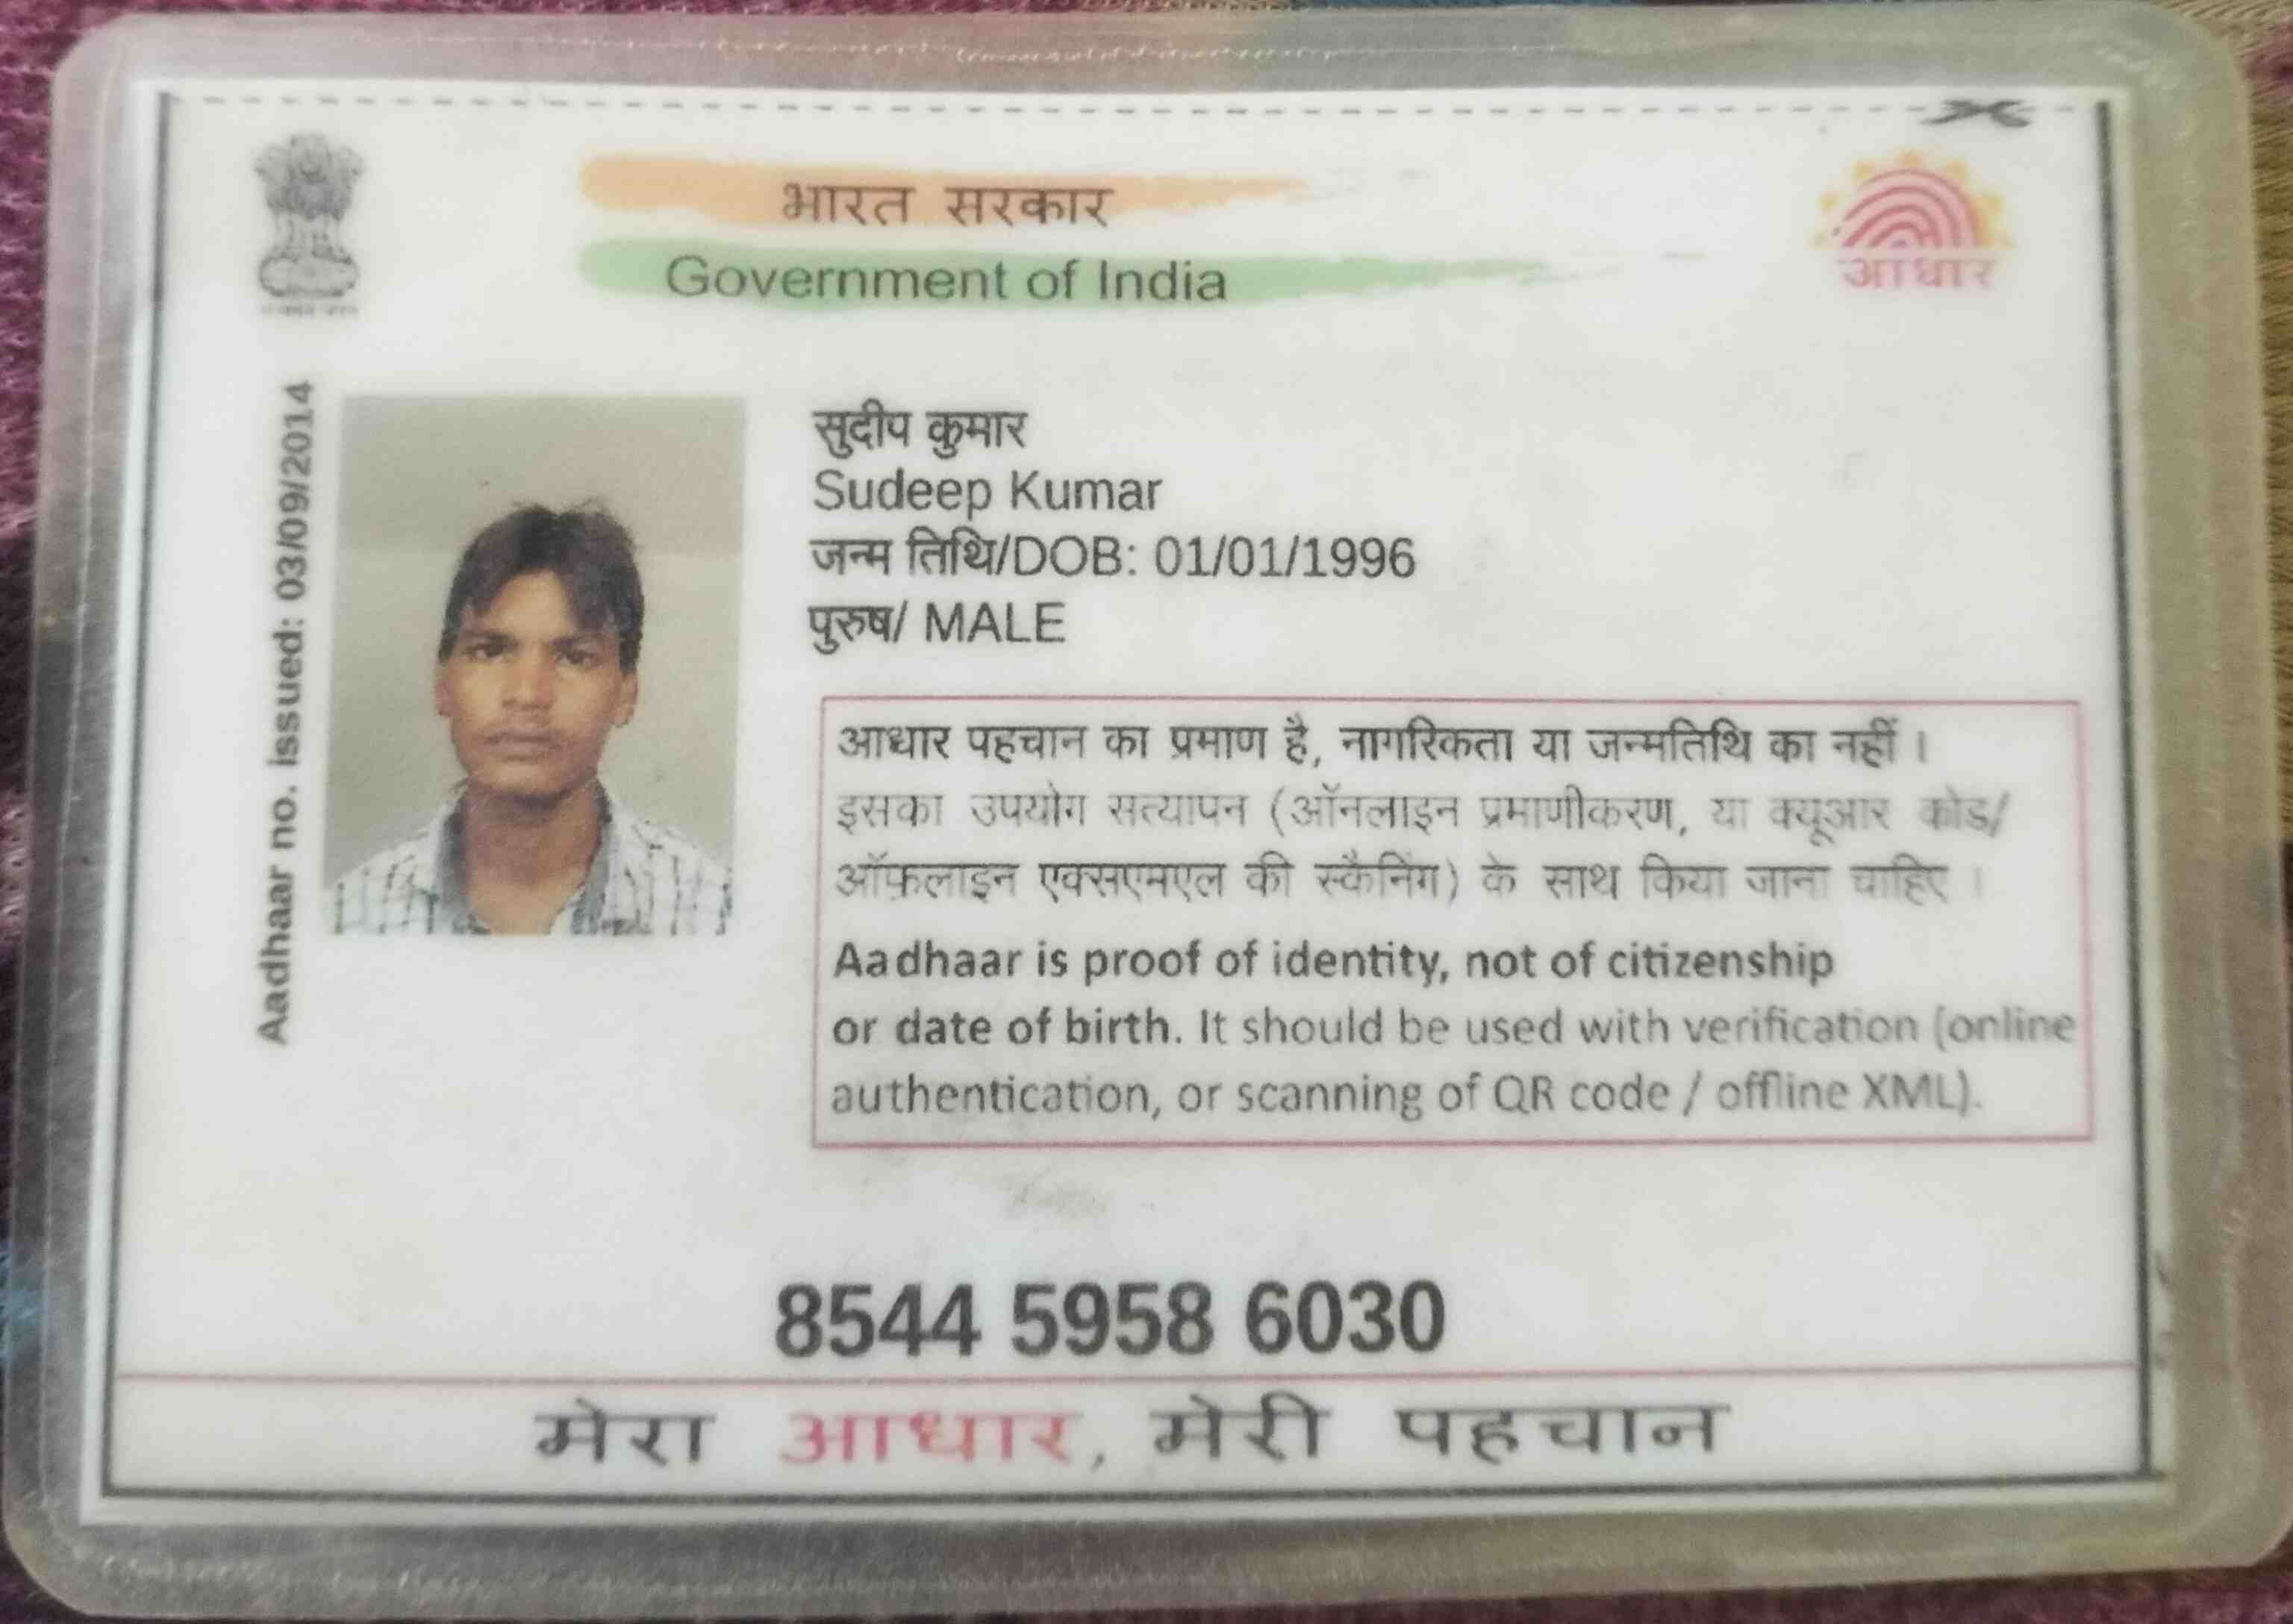 भारत सरकार
Government of India
आधार
Aadhaar no. issued: 03/09/2014
सुदीप कुमार
Sudeep Kumar
जन्म तिथि/DOB: 01/01/1996
पुरुष/ MALE
आधार पहचान का प्रमाण है, नागरिकता या जन्मतिथि का नहीं ।
इसका उपयोग सत्यापन (ऑनलाइन प्रमाणीकरण, या क्यूआर कोड/
ऑफ़लाइन एक्सएमएल की स्कैनिंग) के साथ किया जाना चाहिए ।
Aadhaar is proof of identity, not of citizenship
or date of birth. It should be used with verification (online
authentication, or scanning of QR code / offline XML).
8544 5958 6030
मेरा आधार, मेरी पहचान